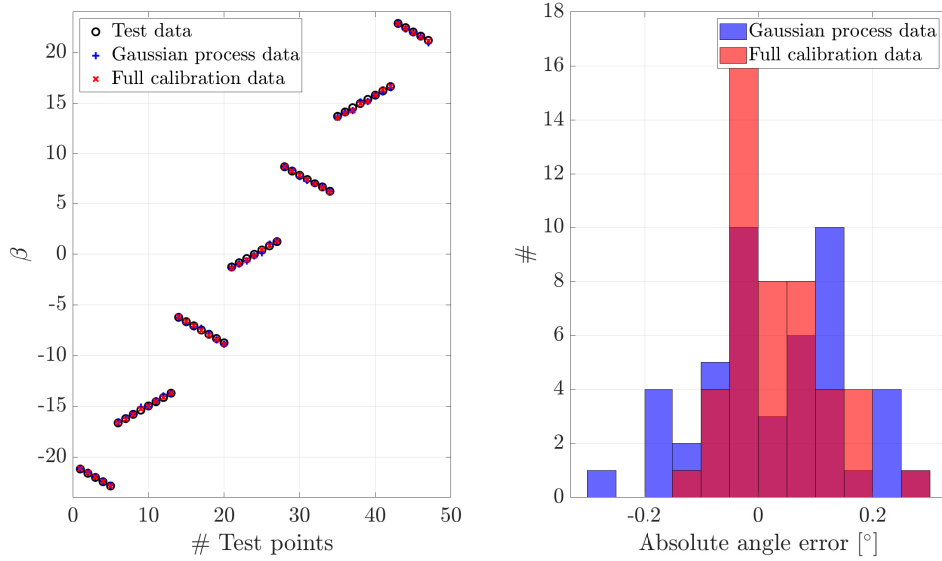 Test data
Gaussian process data
Full calibration data
20
15
10
5
0
-5
-10
-15
-20
β
0 10 20 30 40 50
# Test points
Gaussian process data
Full calibration data
18
16
14
12
10
8
6
4
2
0
#
-0.2 0 0.2
Absolute angle error [°]